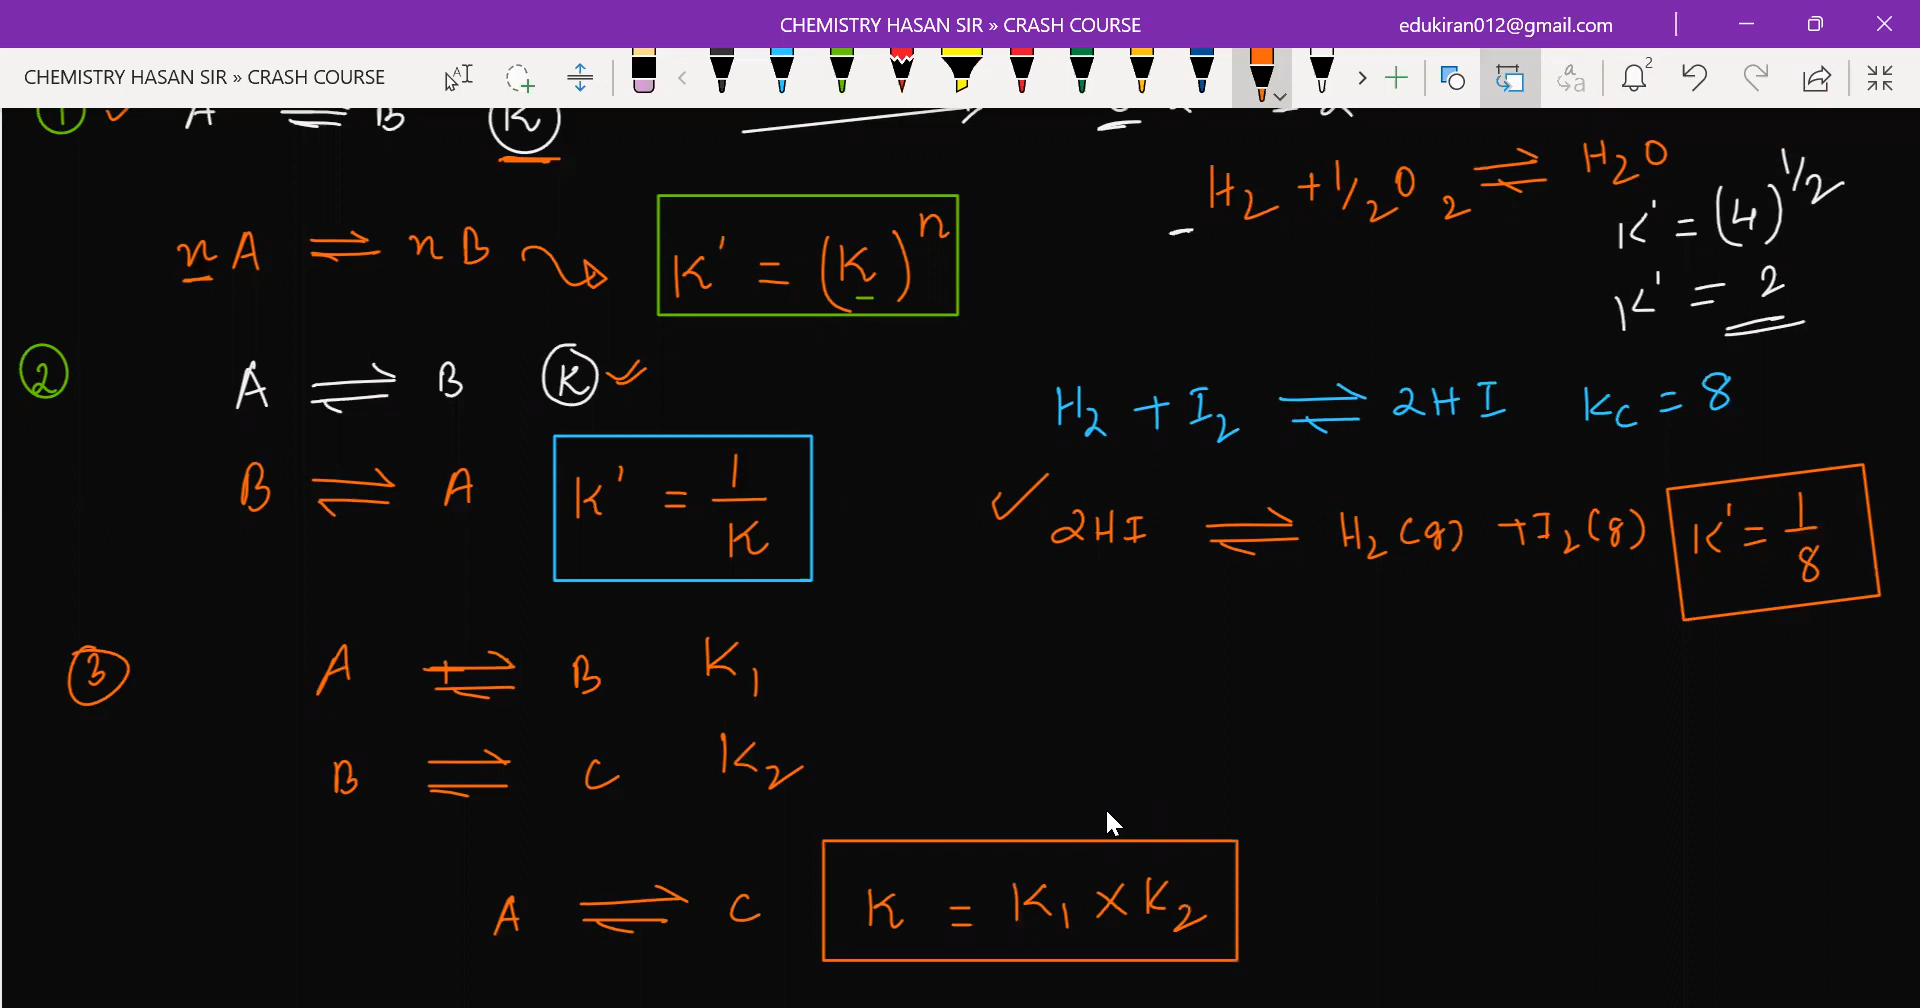 CHEMISTRY HASAN SIR » CRASH COURSE
edukiran012@gmail.com
CHEMISTRY HASAN SIR » CRASH COURSE
2
① A ⇌ B K
H₂ + 1/2 O₂ ⇌ H₂O
K' = (4)^1/2
K' = 2
nA ⇌ nB
K' = (K)ⁿ
② A ⇌ B K
B ⇌ A
K' = 1/K
H₂ + I₂ ⇌ 2HI Kc = 8
2HI ⇌ H₂(g) + I₂(g) K' = 1/8
③ A ⇌ B K₁
B ⇌ C K₂
A ⇌ C K = K₁ × K₂